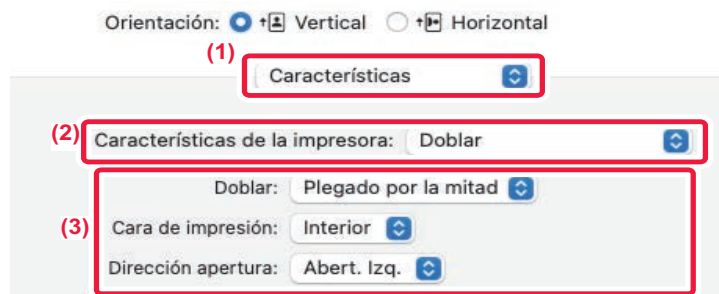 Orientación: Vertical Horizontal
(1)
Características
(2) Características de la impresora: Doblar
(3)
Doblar: Plegado por la mitad
Cara de impresión: Interior
Dirección apertura: Abert. Izq.